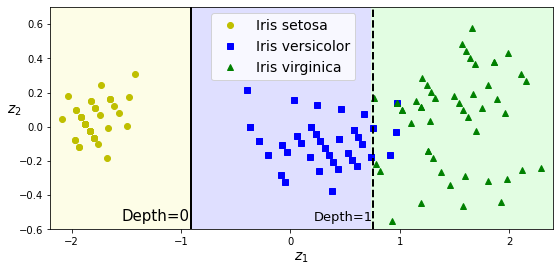 Iris setosa
Iris versicolor
Iris virginica
0.6
0.4
0.2
z2
0.0
−0.2
−0.4
−0.6
Depth=0
Depth=1
−2
−1
0
1
2
z1